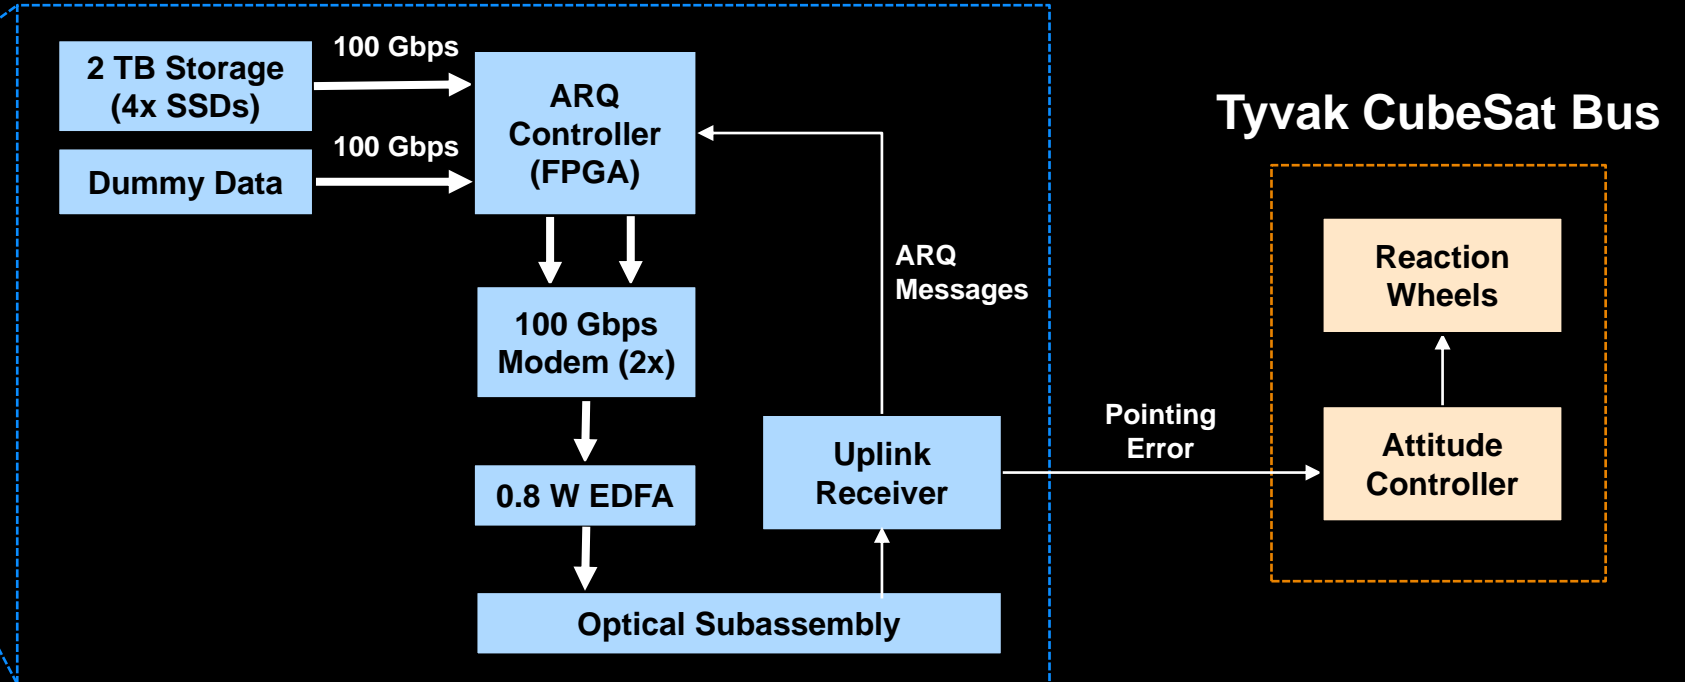 2 TB Storage
(4x SSDs)
100 Gbps
Dummy Data
100 Gbps
ARQ
Controller
(FPGA)
100 Gbps
Modem (2x)
0.8 W EDFA
Optical Subassembly
Uplink
Receiver
ARQ
Messages
Pointing
Error
Tyvak CubeSat Bus
Reaction
Wheels
Attitude
Controller